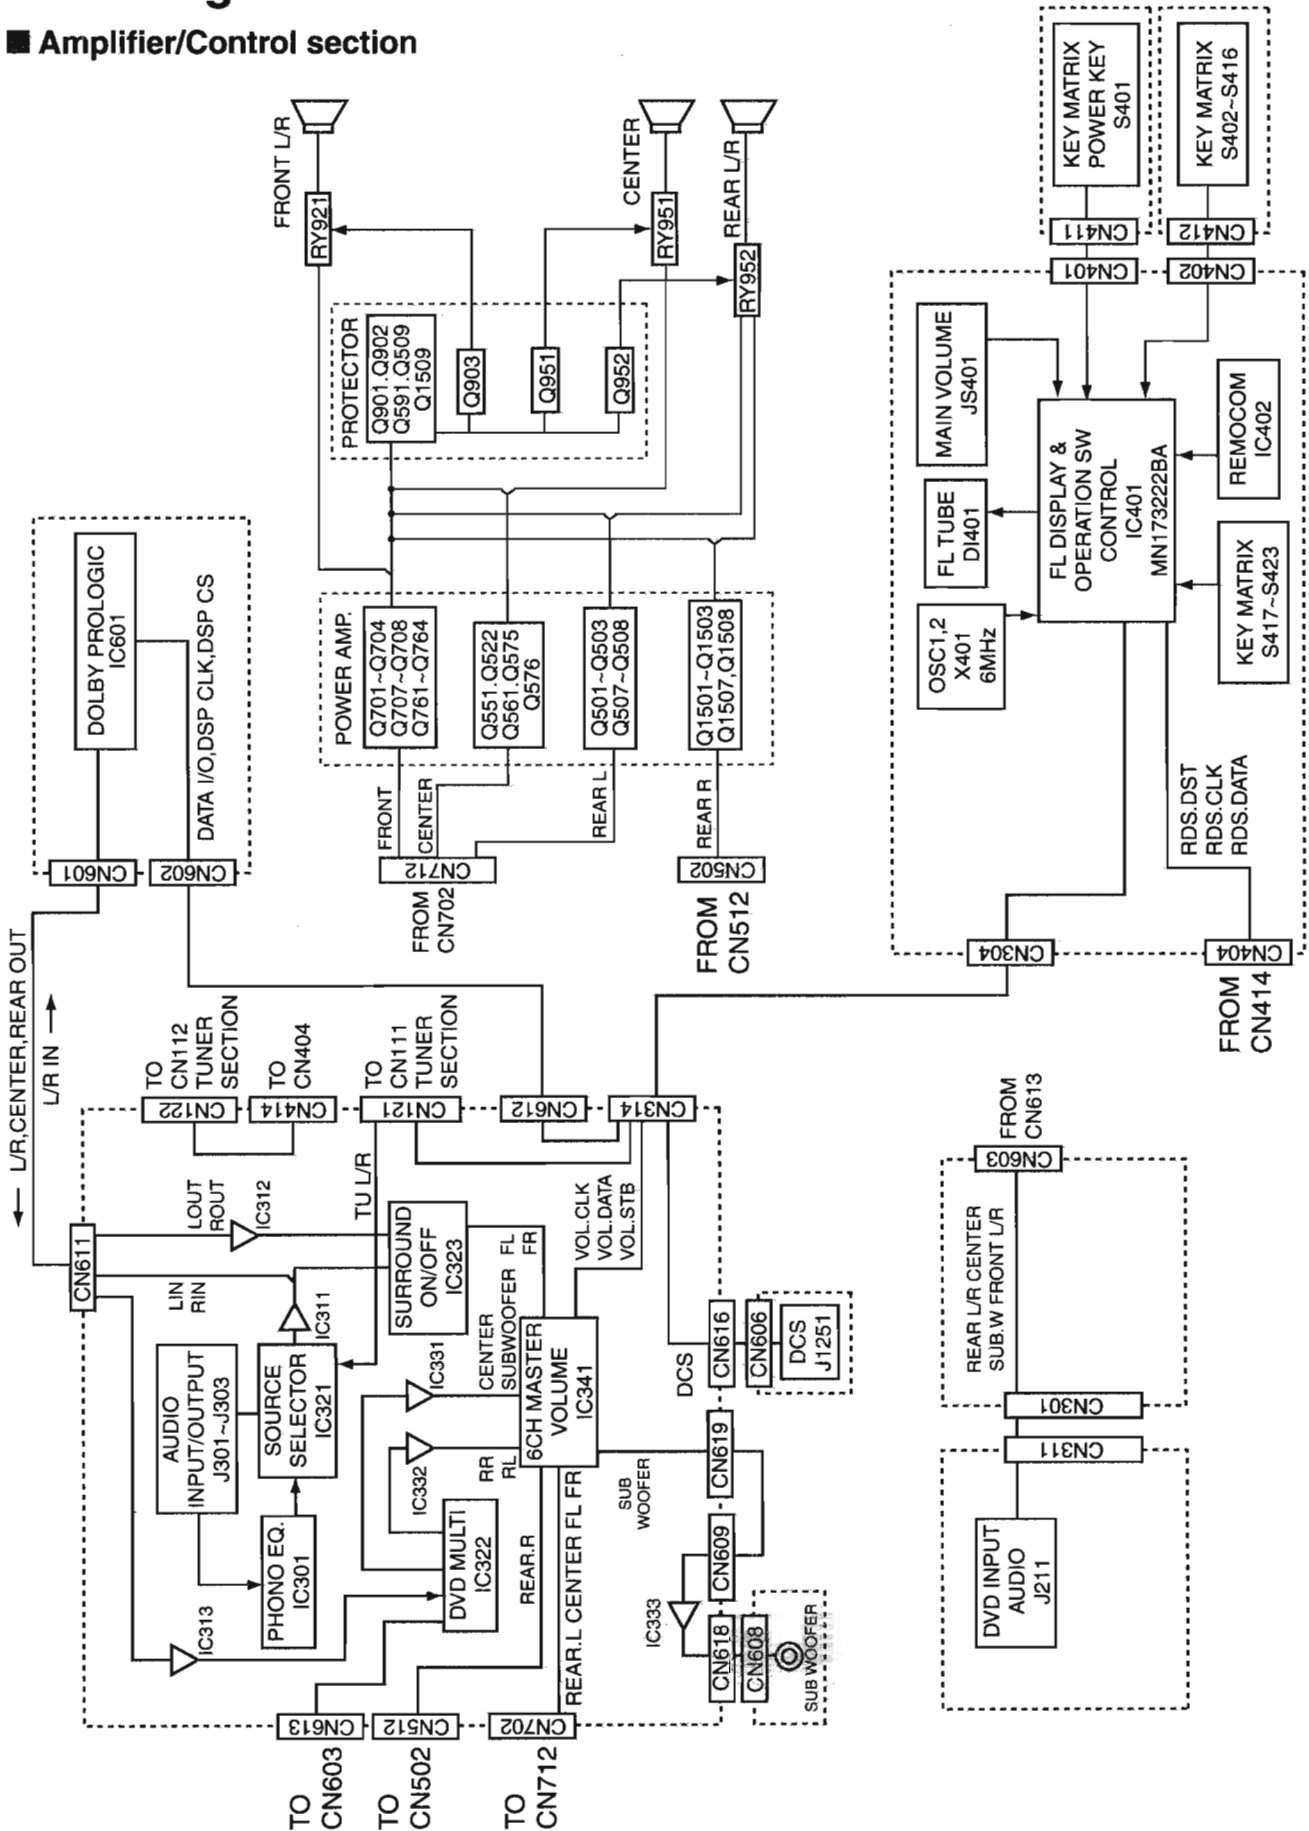 ■ Amplifier/Control section
KEY MATRIX
POWER KEY
S401
KEY MATRIX
S402~S416
CN411
CN412
CN401
CN402
FRONT L/R
CENTER
REAR L/R
RY921
RY951
RY952
PROTECTOR
Q901.Q902
Q591.Q509
Q1509
Q903
Q951
Q952
MAIN VOLUME
JS401
FL TUBE
DI401
OSC1,2
X401
6MHz
FL DISPLAY &
OPERATION SW
CONTROL
IC401
MN173222BA
REMOCOM
IC402
KEY MATRIX
S417~S423
RDS.DST
RDS.CLK
RDS.DATA
CN304
CN404
FROM
CN414
DOLBY PROLOGIC
IC601
DATA I/O,DSP CLK,DSP CS
CN601
CN602
POWER AMP.
Q701~Q704
Q707~Q708
Q761~Q764
Q551.Q522
Q561.Q575
Q576
Q501~Q503
Q507~Q508
Q1501~Q1503
Q1507,Q1508
FRONT
CENTER
REAR L
REAR R
CN712
CN502
FROM
CN702
FROM
CN512
← L/R,CENTER,REAR OUT
L/R IN →
TO
CN112
TUNER
SECTION
TO
CN404
TO
CN111
TUNER
SECTION
CN122
CN414
CN121
CN612
CN314
CN611
LOUT
ROUT
IC312
TU L/R
LIN
RIN
IC311
SURROUND
ON/OFF
IC323
FL
FR
VOL.CLK
VOL.DATA
VOL.STB
AUDIO
INPUT/OUTPUT
J301~J303
SOURCE
SELECTOR
IC321
IC331
CENTER
SUBWOOFER
6CH MASTER
VOLUME
IC341
DCS
CN616
CN606
DCS
J1251
PHONO EQ.
IC301
IC332
RR
RL
DVD MULTI
IC322
IC313
REAR.R
REAR.L CENTER FL FR
SUB
WOOFER
CN619
CN609
IC333
CN618
CN608
SUB WOOFER
CN613
CN512
CN702
TO
CN603
TO
CN502
TO
CN712
FROM
CN613
CN603
REAR L/R CENTER
SUB.W FRONT L/R
CN301
CN311
DVD INPUT
AUDIO
J211